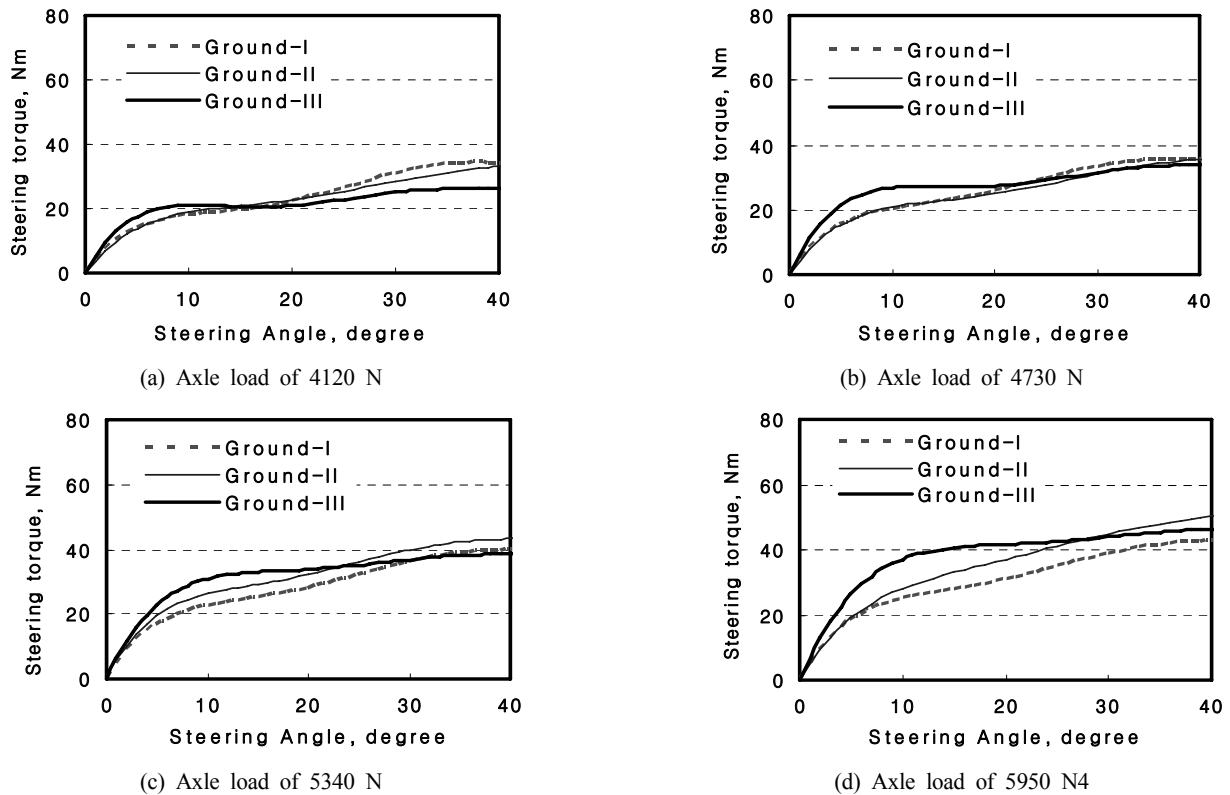 80
60
40
20
0
Steering torque, Nm
Ground-I
Ground-II
Ground-III
0 10 20 30 40
Steering Angle, degree
(a) Axle load of 4120 N
80
60
40
20
0
Steering torque, Nm
Ground-I
Ground-II
Ground-III
0 10 20 30 40
Steering Angle, degree
(b) Axle load of 4730 N
80
60
40
20
0
Steering torque, Nm
Ground-I
Ground-II
Ground-III
0 10 20 30 40
Steering Angle, degree
(c) Axle load of 5340 N
80
60
40
20
0
Steering torque, Nm
Ground-I
Ground-II
Ground-III
0 10 20 30 40
Steering Angle, degree
(d) Axle load of 5950 N4